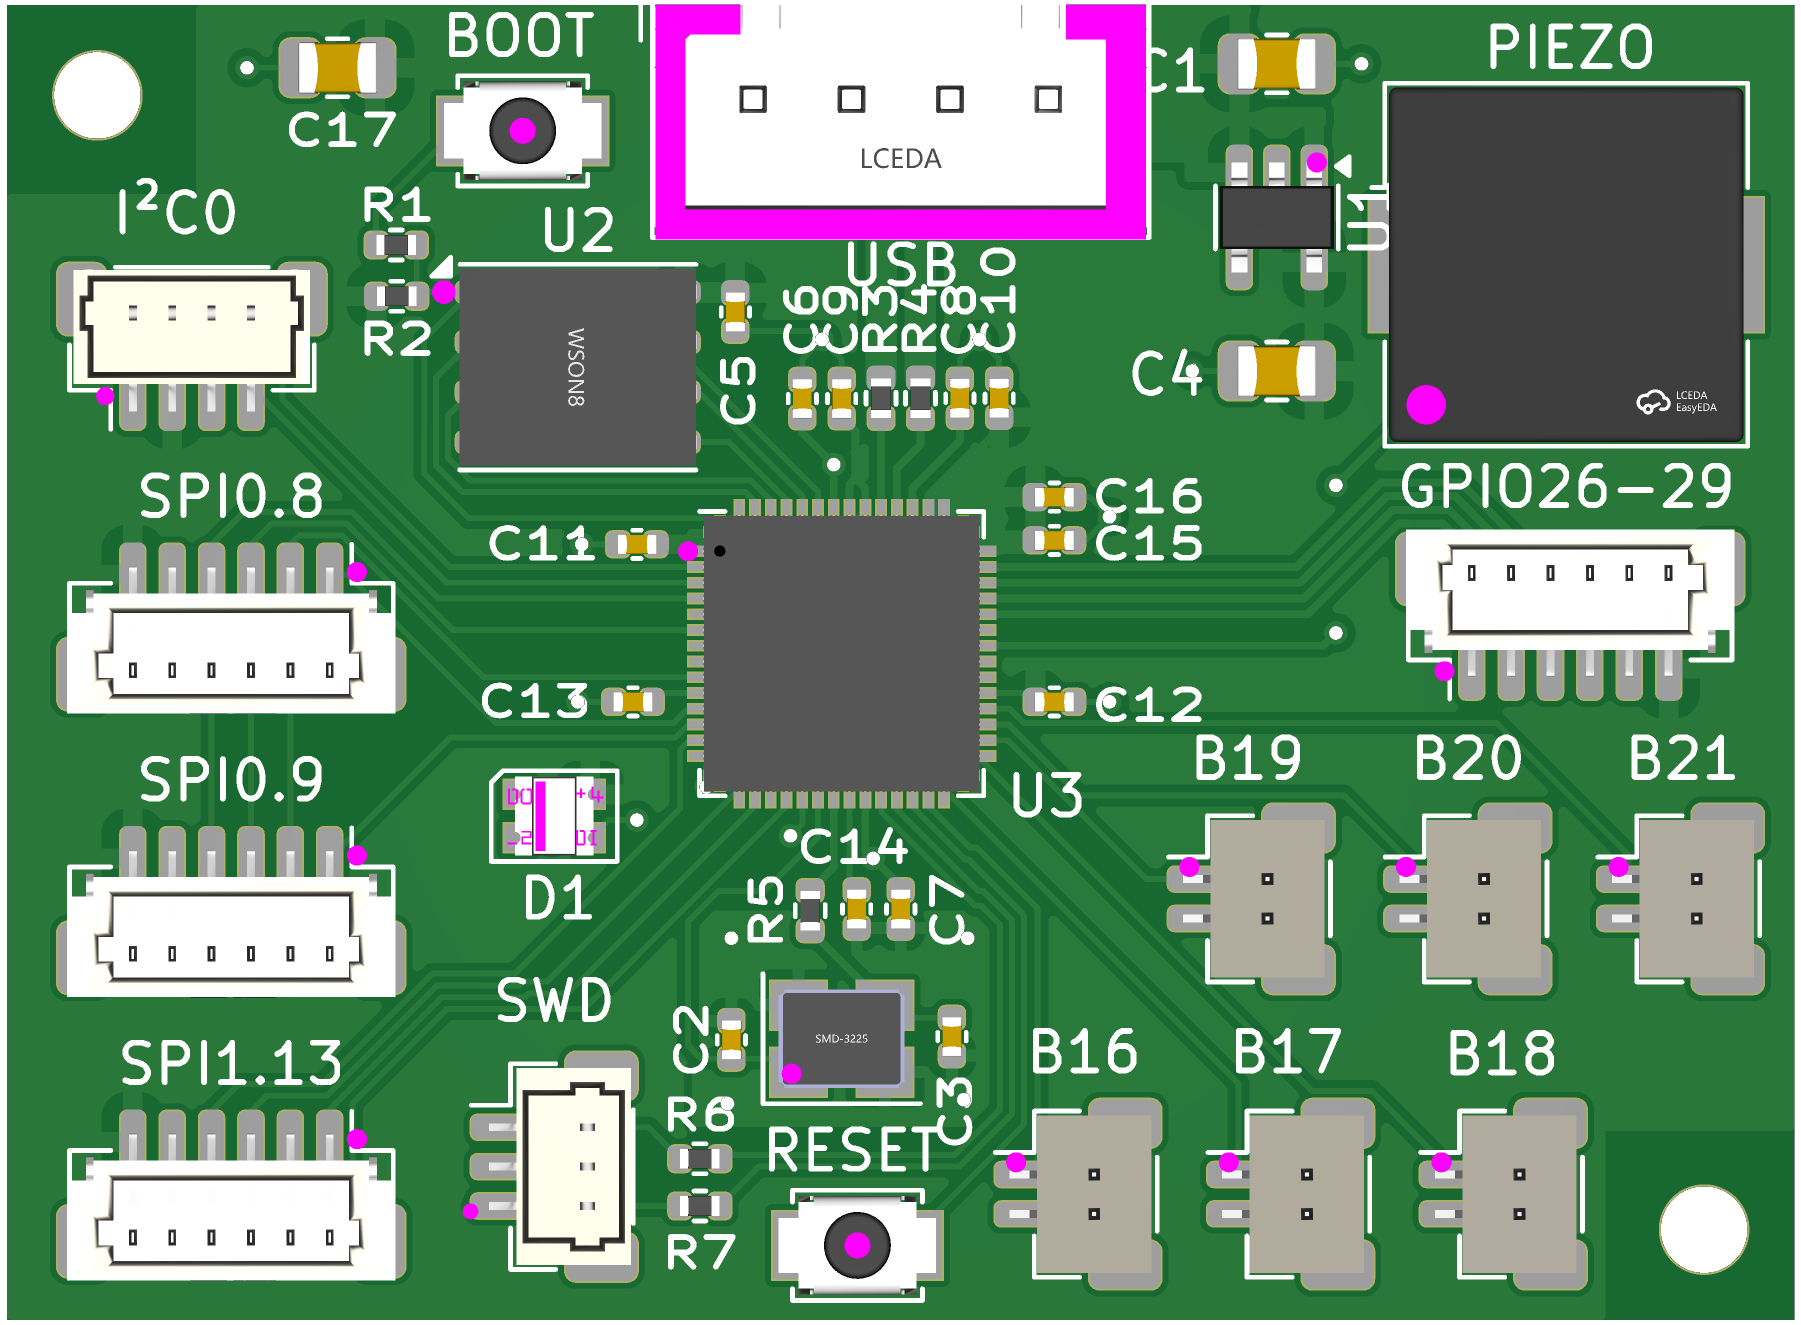 BOOT
PIEZO
C1
C17
LCEDA
I²C0
R1
U2
U1
USB
R2
WSON8
C5
C6
C9
R3
R4
C8
C10
C4
LCEDA
EasyEDA
SPI0.8
GPIO26-29
C16
C11
C15
C13
C12
SPI0.9
B19
B20
B21
U3
DO
+4
DI
C14
D1
R5
C7
SWD
C2
SMD-3225
C3
B16
B17
B18
SPI1.13
R6
RESET
R7